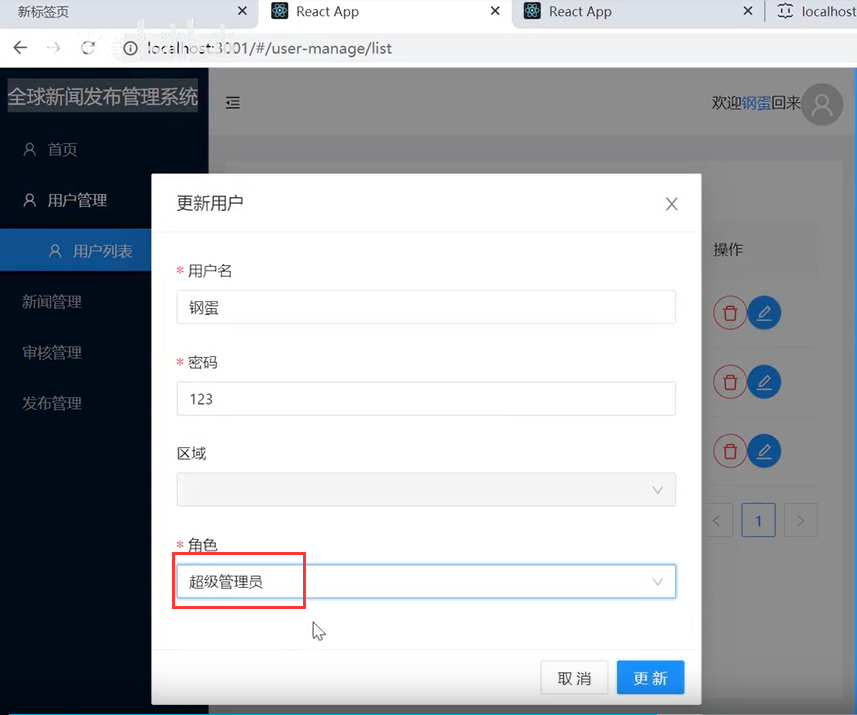 新标签页
React App
React App
localhost
localhost:3001/#/user-manage/list
全球新闻发布管理系统
欢迎钢蛋回来
首页
用户管理
用户列表
新闻管理
审核管理
发布管理
更新用户
* 用户名
钢蛋
* 密码
123
区域
* 角色
超级管理员
取 消
更 新
操作
1